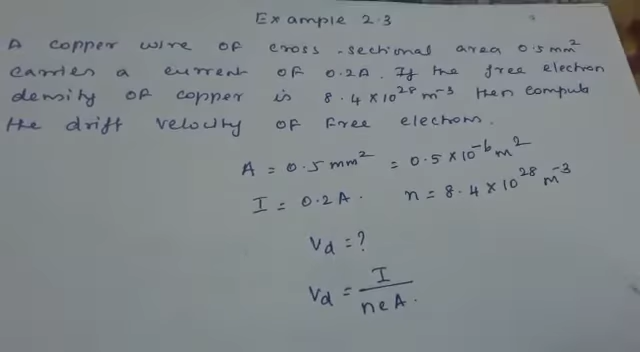 Example 2.3
A copper wire of cross-sectional area 0.5 mm²
carries a current of 0.2A. If the free electron
density of copper is 8.4 × 10²⁸ m⁻³ then compute
the drift velocity of free electrons.
A = 0.5 mm² = 0.5 × 10⁻⁶ m²
I = 0.2 A. n = 8.4 × 10²⁸ m⁻³
Vd = ?
Vd = I / neA.